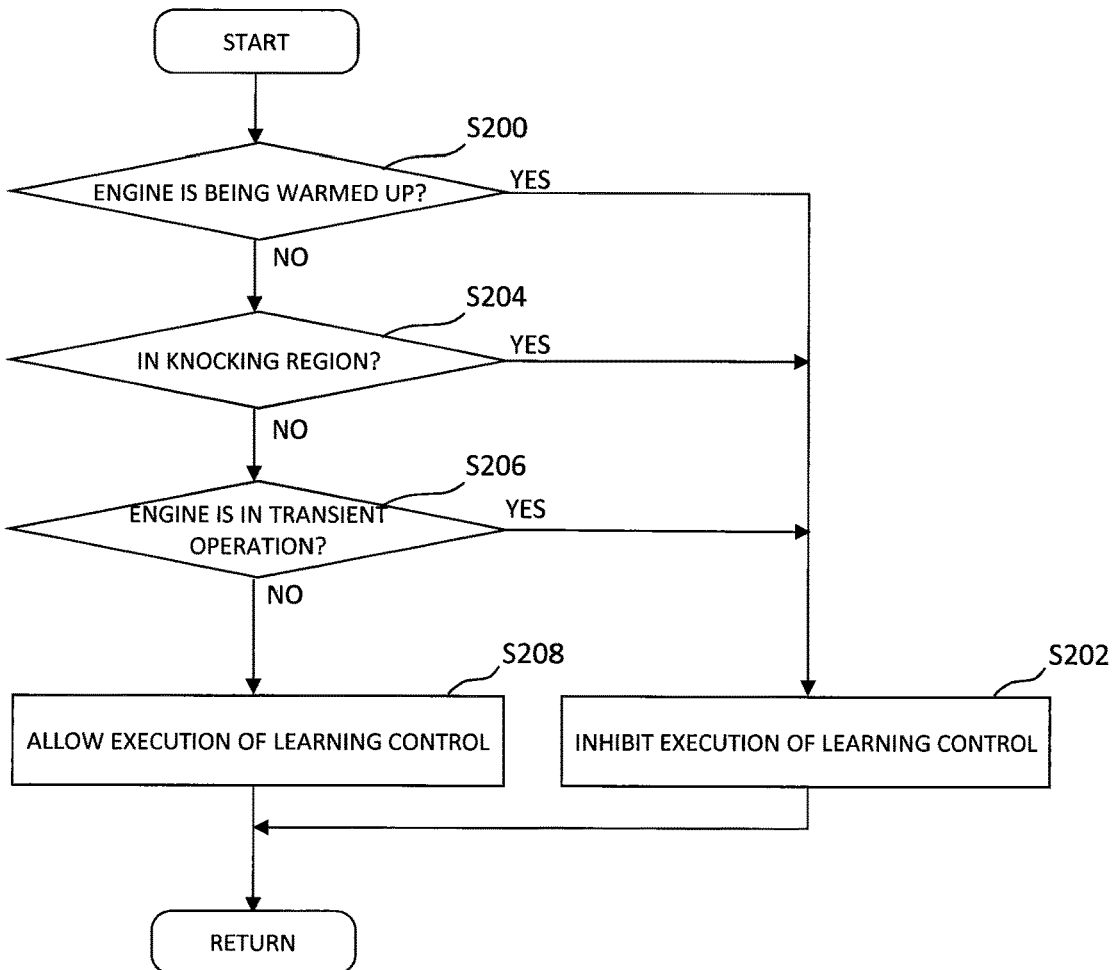 START
S200
ENGINE IS BEING WARMED UP?
YES
NO
S204
IN KNOCKING REGION?
YES
NO
S206
ENGINE IS IN TRANSIENT
OPERATION?
YES
NO
S208
ALLOW EXECUTION OF LEARNING CONTROL
S202
INHIBIT EXECUTION OF LEARNING CONTROL
RETURN